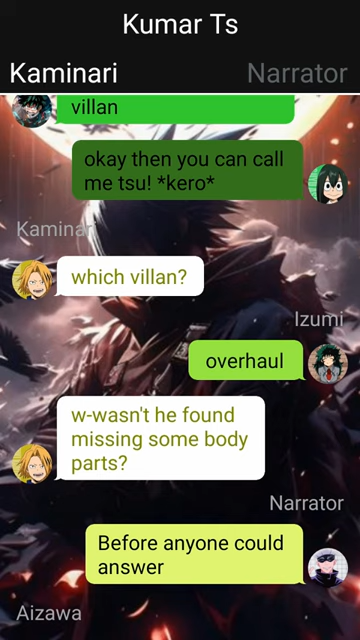 Kumar Ts
Kaminari
Narrator
villan
okay then you can call
me tsu! *kero*
Kaminari
which villan?
Izumi
overhaul
w-wasn't he found
missing some body
parts?
Narrator
Before anyone could
answer
Aizawa